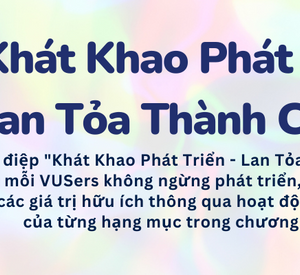 Khát Khao Phát
an Tỏa Thành C
điệp "Khát Khao Phát Triển - Lan Tỏa
mỗi VUSers không ngừng phát triển,
các giá trị hữu ích thông qua hoạt độ
của từng hạng mục trong chương